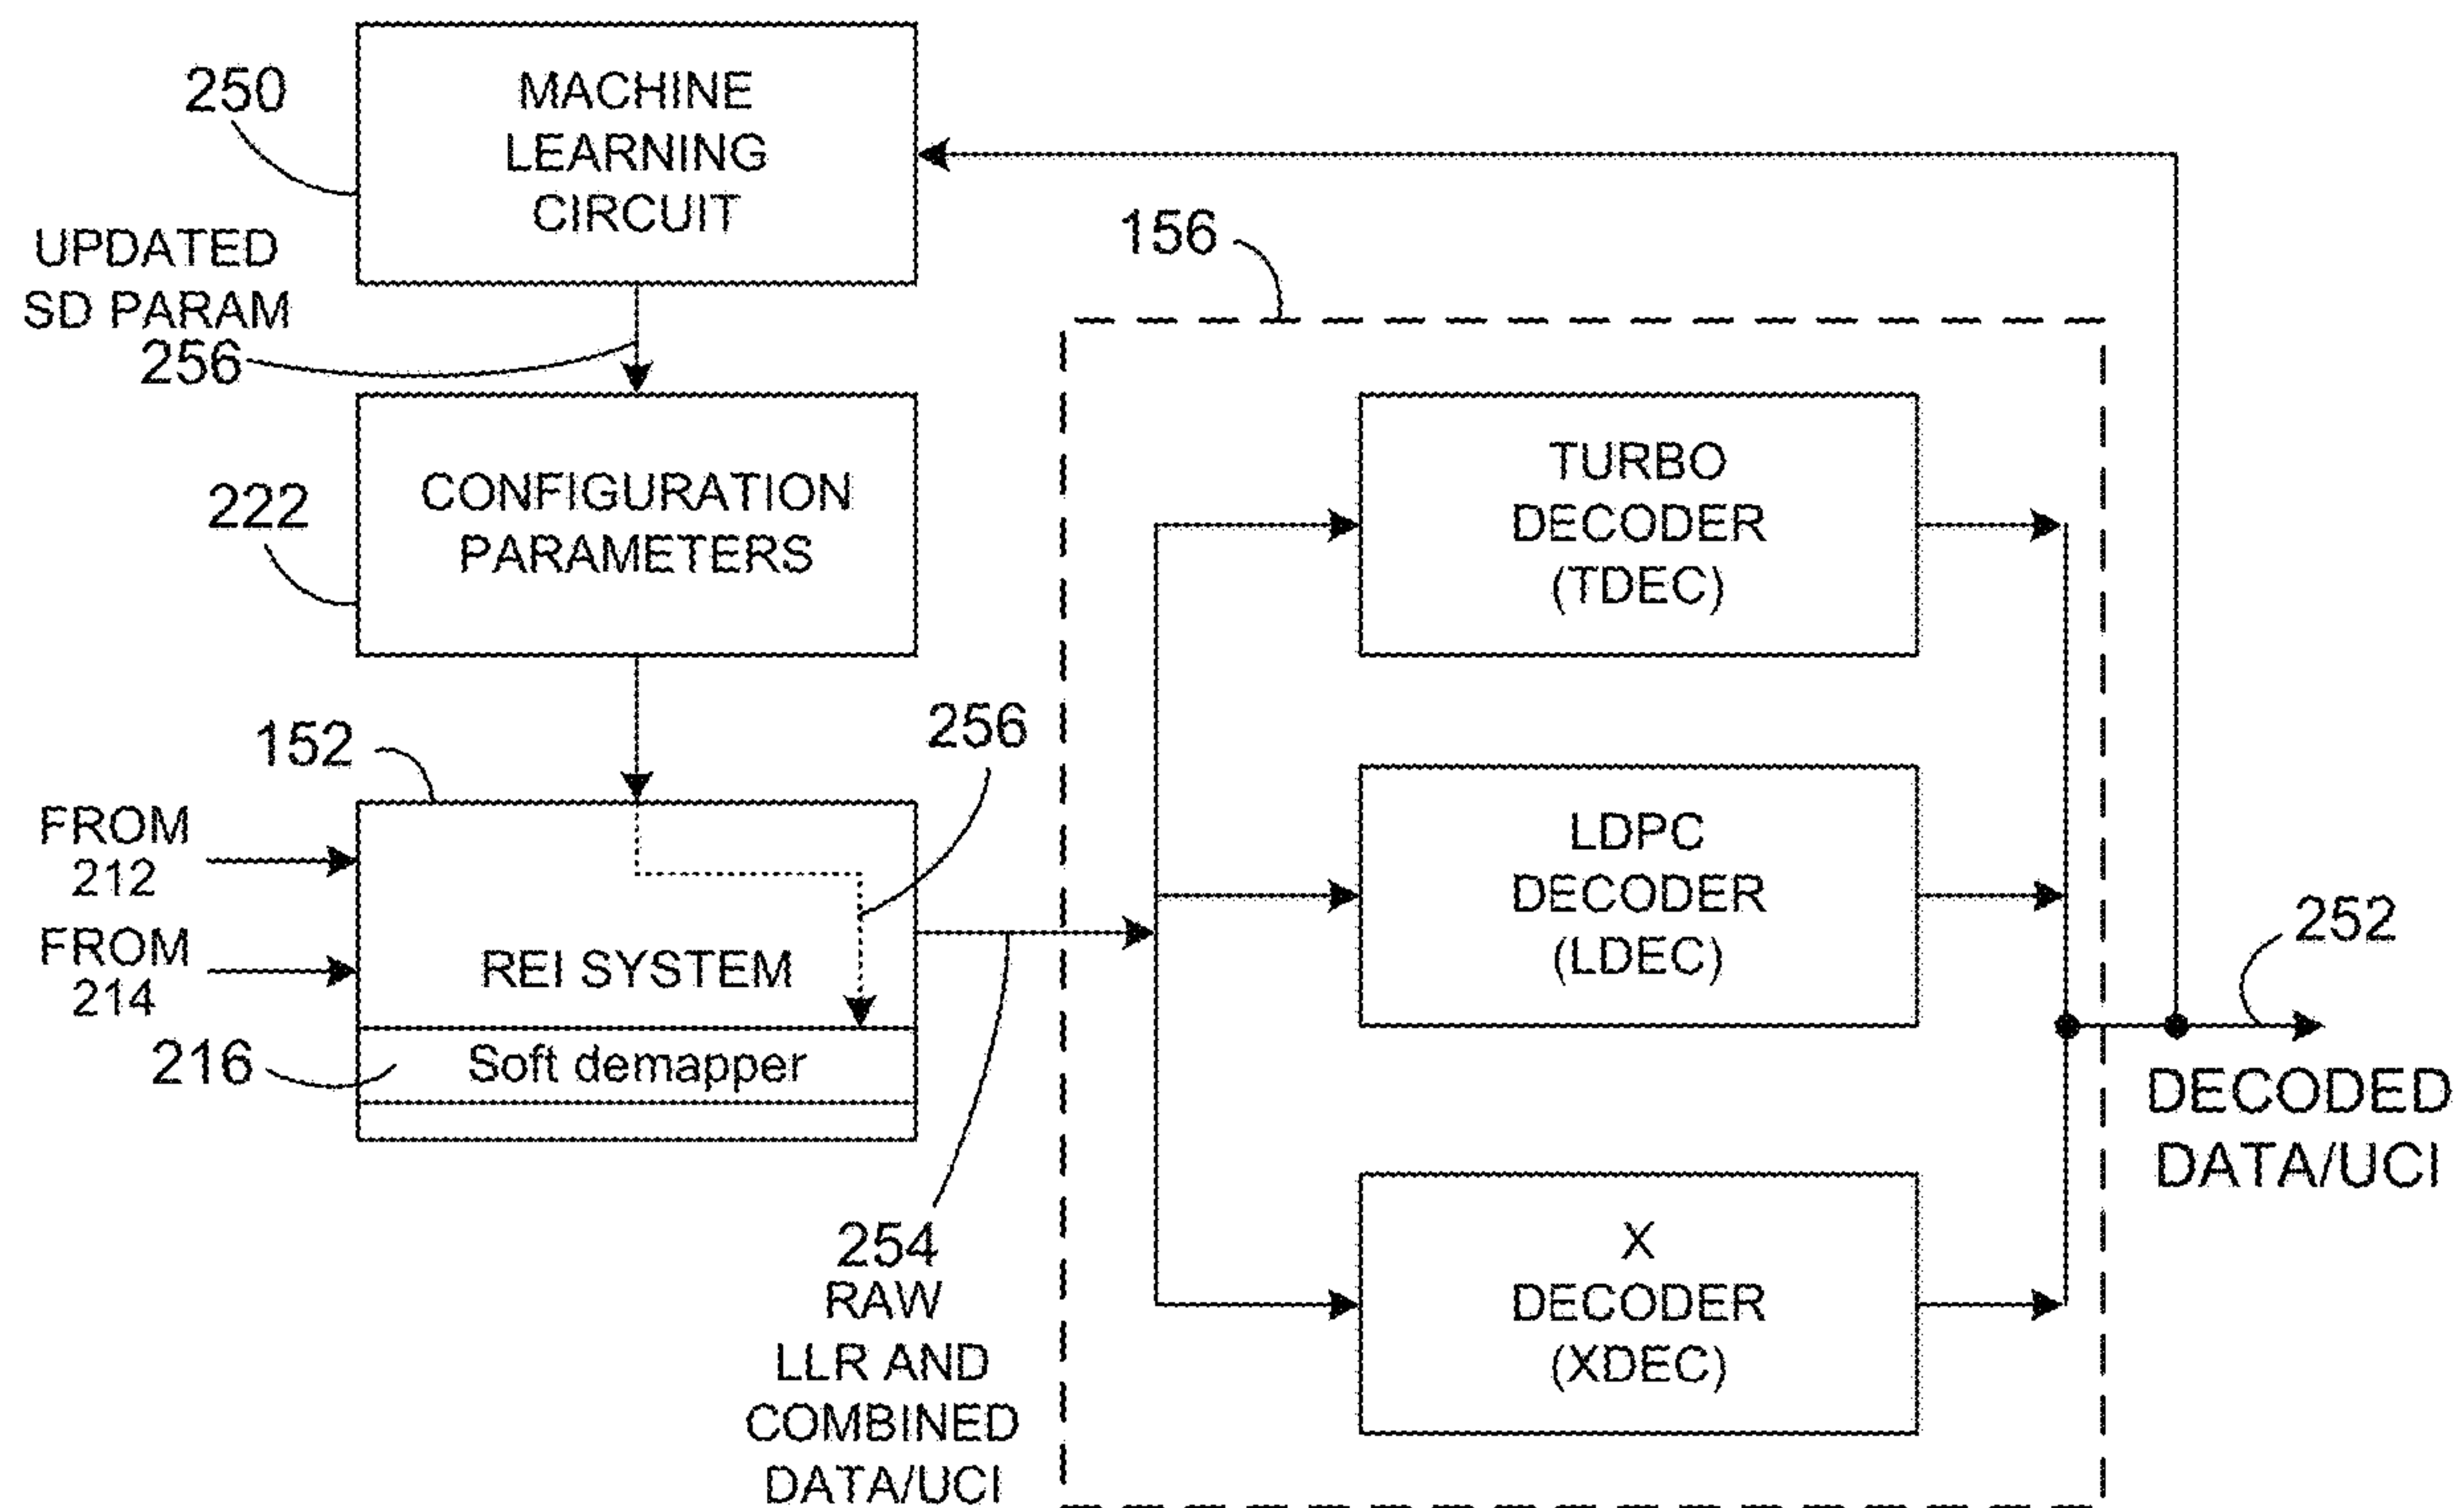 250
MACHINE
LEARNING
CIRCUIT
UPDATED
SD PARAM
256
156
222
CONFIGURATION
PARAMETERS
TURBO
DECODER
(TDEC)
152
256
FROM
212
FROM
214
REI SYSTEM
216
Soft demapper
LDPC
DECODER
(LDEC)
252
DECODED
DATA/UCI
254
RAW
LLR AND
COMBINED
DATA/UCI
X
DECODER
(XDEC)